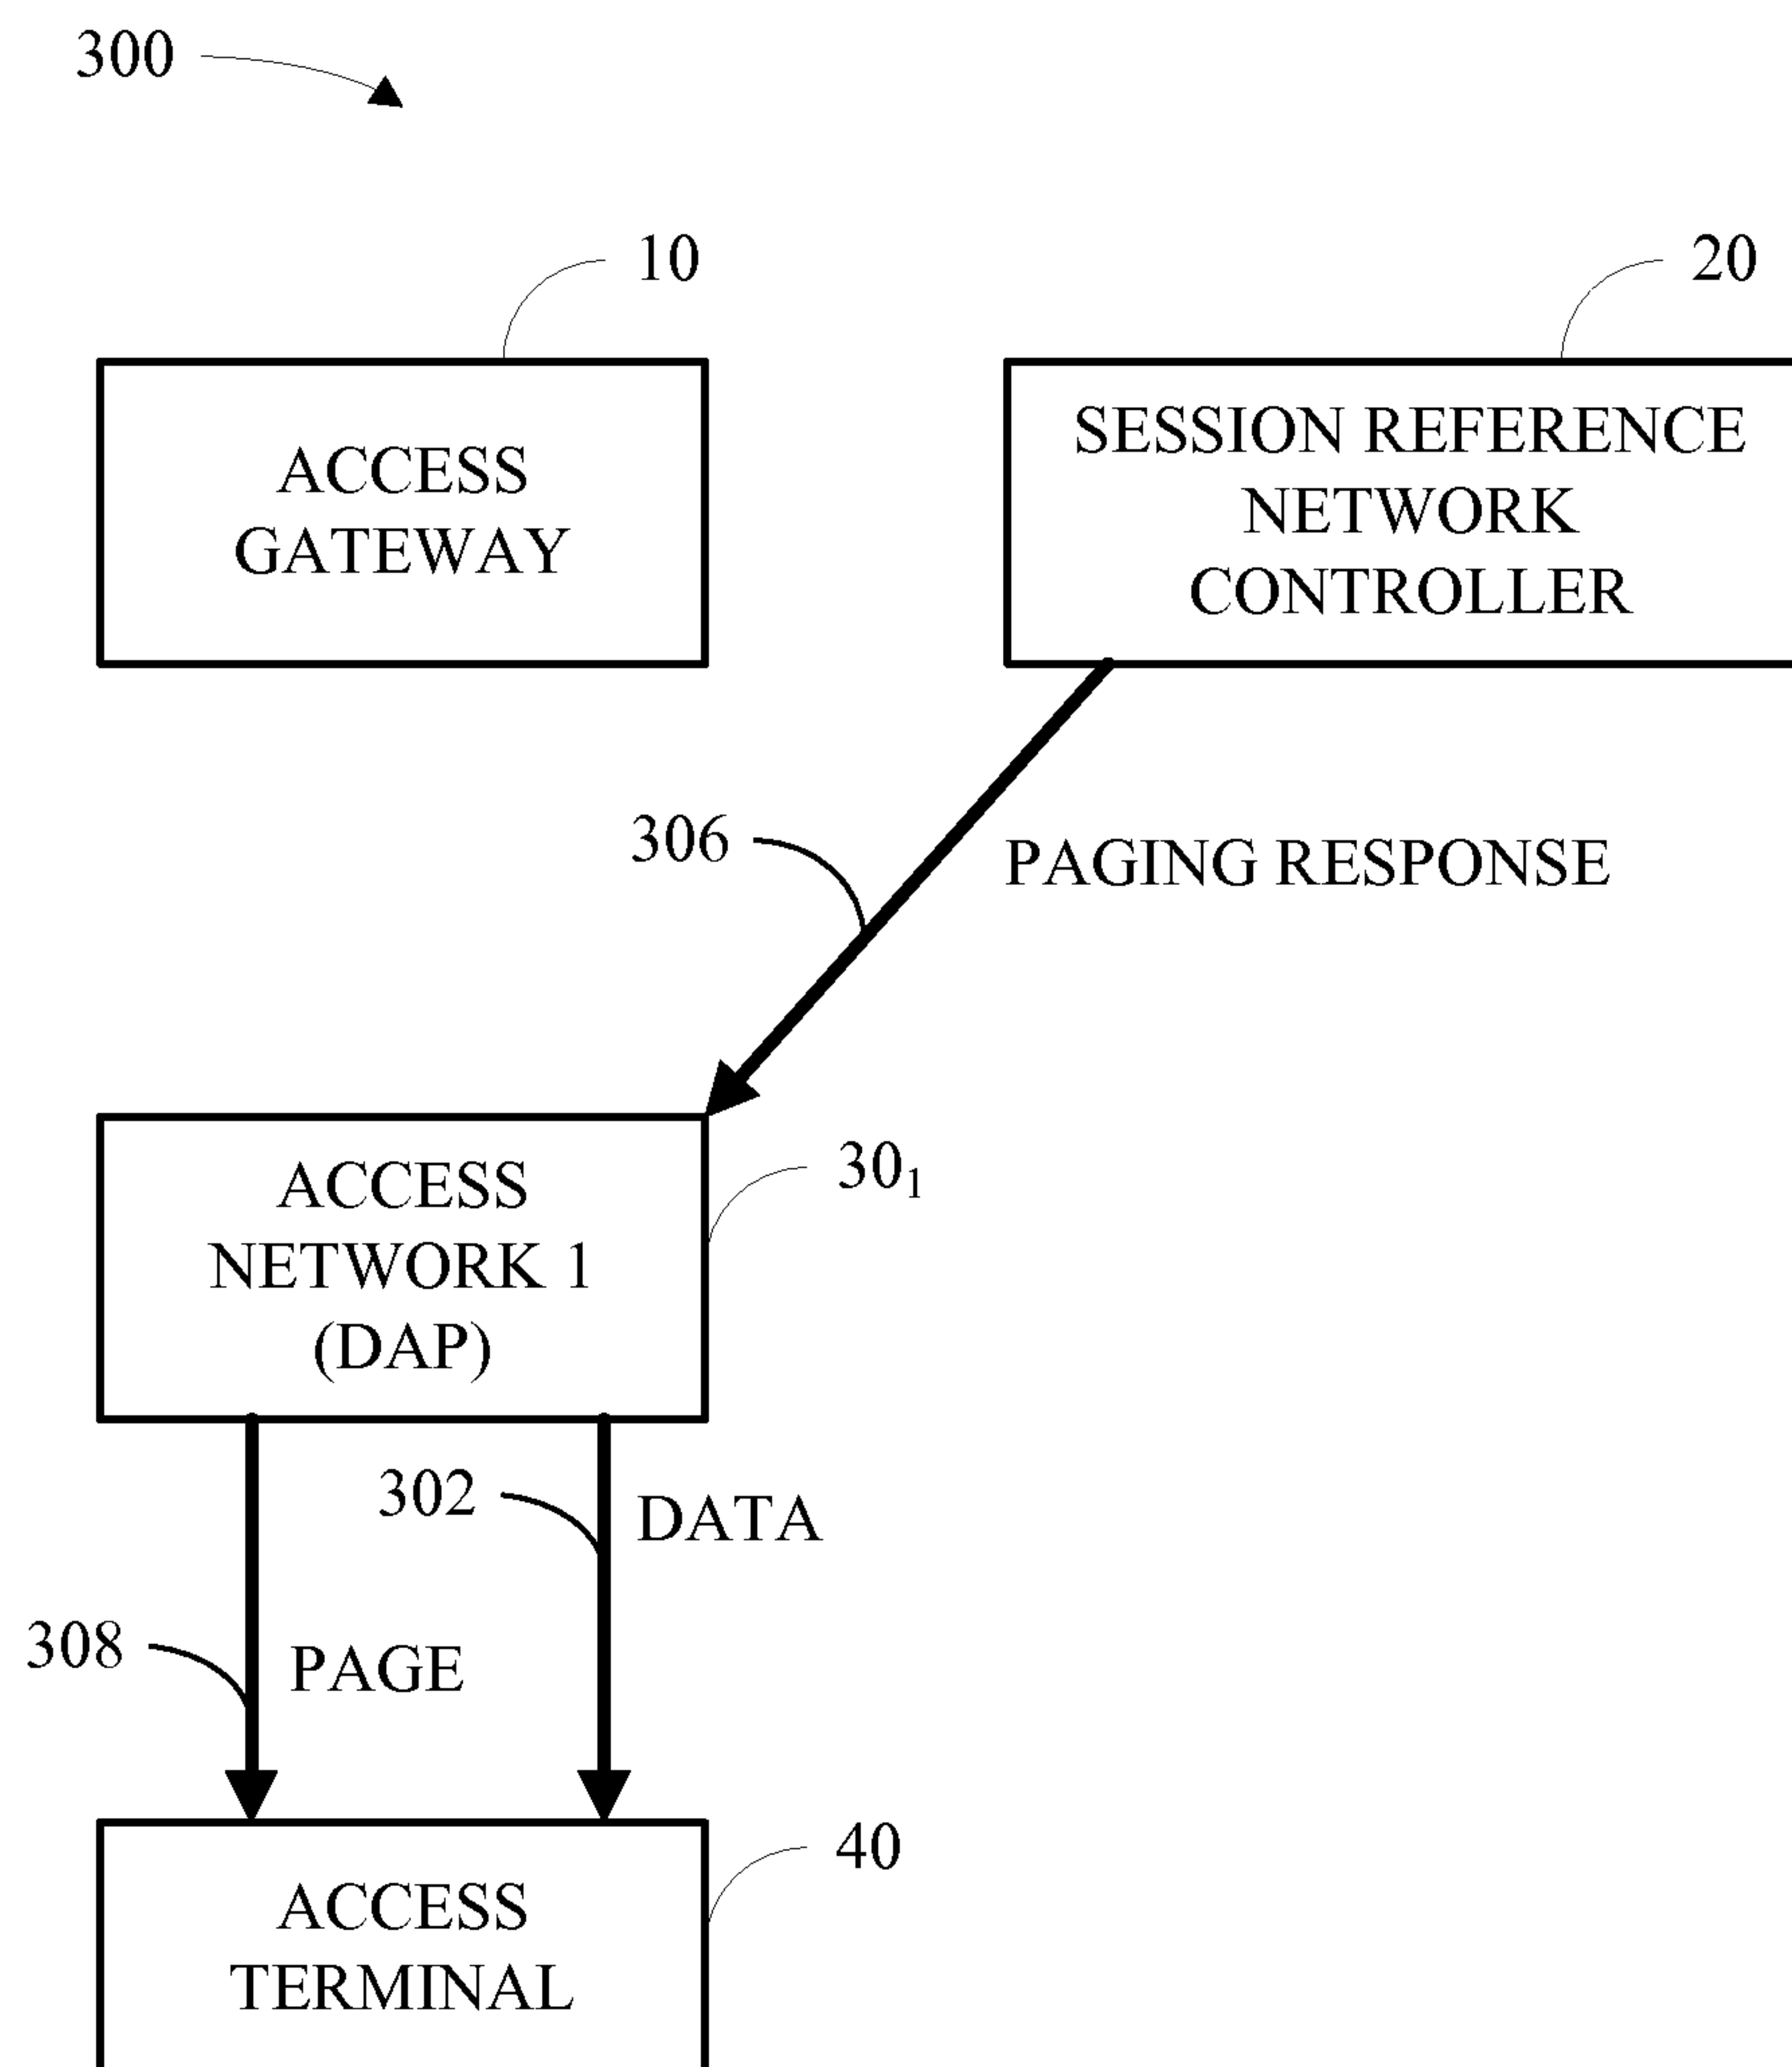 300
10
20
ACCESS
GATEWAY
SESSION REFERENCE
NETWORK
CONTROLLER
306
PAGING RESPONSE
ACCESS
NETWORK 1
(DAP)
30₁
302
DATA
308
PAGE
40
ACCESS
TERMINAL